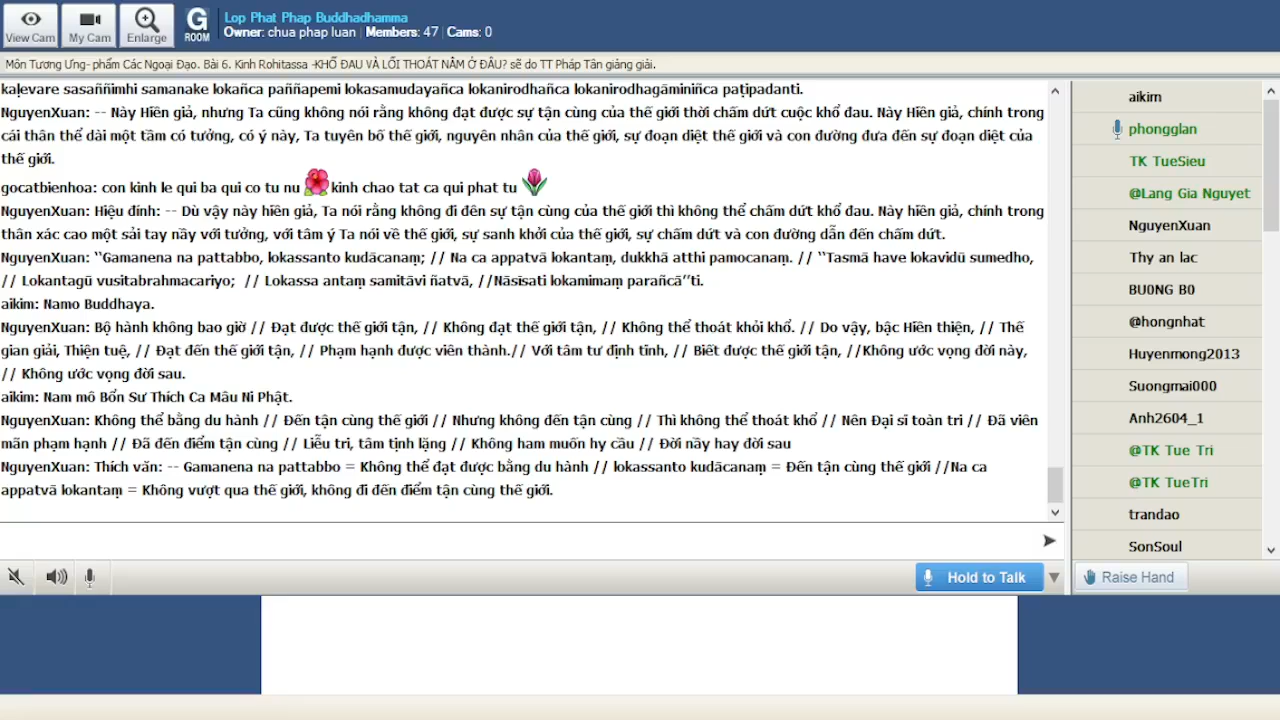 View Cam
My Cam
Enlarge
G
ROOM
Lop Phat Phap Buddhadhamma
Owner: chua phap luan | Members: 47 | Cams: 0
Môn Tương Ưng- phẩm Các Ngoại Đạo. Bài 6. Kinh Rohitassa -KHỔ ĐAU VÀ LỐI THOÁT NẰM Ở ĐÂU? sẽ do TT Pháp Tân giảng giải.
kaḷevare sasaññimhi samanake lokañca paññapemi lokasamudayañca lokanirodhañca lokanirodhagāminiñca paṭipadanti.
NguyenXuan: -- Này Hiền giả, nhưng Ta cũng không nói rằng không đạt được sự tận cùng của thế giới thời chấm dứt cuộc khổ đau. Này Hiền giả, chính trong
cái thân thể dài một tầm có tưởng, có ý này, Ta tuyên bố thế giới, nguyên nhân của thế giới, sự đoạn diệt thế giới và con đường đưa đến sự đoạn diệt của
thế giới.
gocatbienhoa: con kinh le qui ba qui co tu nu kinh chao tat ca qui phat tu
NguyenXuan: Hiệu đính: -- Dù vậy này hiền giả, Ta nói rằng không đi đến sự tận cùng của thế giới thì không thể chấm dứt khổ đau. Này hiền giả, chính trong
thân xác cao một sải tay nầy với tưởng, với tâm ý Ta nói về thế giới, sự sanh khởi của thế giới, sự chấm dứt và con đường dẫn đến chấm dứt.
NguyenXuan: ‘‘Gamanena na pattabbo, lokassanto kudācanaṃ; // Na ca appatvā lokantaṃ, dukkhā atthi pamocanaṃ. // ‘‘Tasmā have lokavidū sumedho,
// Lokantagū vusitabrahmacariyo; // Lokassa antaṃ samitāvi ñatvā, //Nāsīsati lokamimaṃ parañcā’’ti.
aikim: Namo Buddhaya.
NguyenXuan: Bộ hành không bao giờ // Đạt được thế giới tận, // Không đạt thế giới tận, // Không thể thoát khỏi khổ. // Do vậy, bậc Hiền thiện, // Thế
gian giải, Thiện tuệ, // Đạt đến thế giới tận, // Phạm hạnh được viên thành.// Với tâm tư định tĩnh, // Biết được thế giới tận, //Không ước vọng đời này,
// Không ước vọng đời sau.
aikim: Nam mô Bổn Sư Thích Ca Mâu Ni Phật.
NguyenXuan: Không thể bằng du hành // Đến tận cùng thế giới // Nhưng không đến tận cùng // Thì không thể thoát khổ // Nên Đại sĩ toàn tri // Đã viên
mãn phạm hạnh // Đã đến điểm tận cùng // Liễu tri, tâm tịnh lặng // Không ham muốn hy cầu // Đời nầy hay đời sau
NguyenXuan: Thích văn: -- Gamanena na pattabbo = Không thể đạt được bằng du hành // lokassanto kudācanaṃ = Đến tận cùng thế giới //Na ca
appatvā lokantaṃ = Không vượt qua thế giới, không đi đến điểm tận cùng thế giới.
Hold to Talk
aikim
phongglan
TK TueSieu
@Lang Gia Nguyet
NguyenXuan
Thy an lac
BU0NG B0
@hongnhat
Huyenmong2013
Suongmai000
Anh2604_1
@TK Tue Tri
@TK TueTri
trandao
SonSoul
Raise Hand